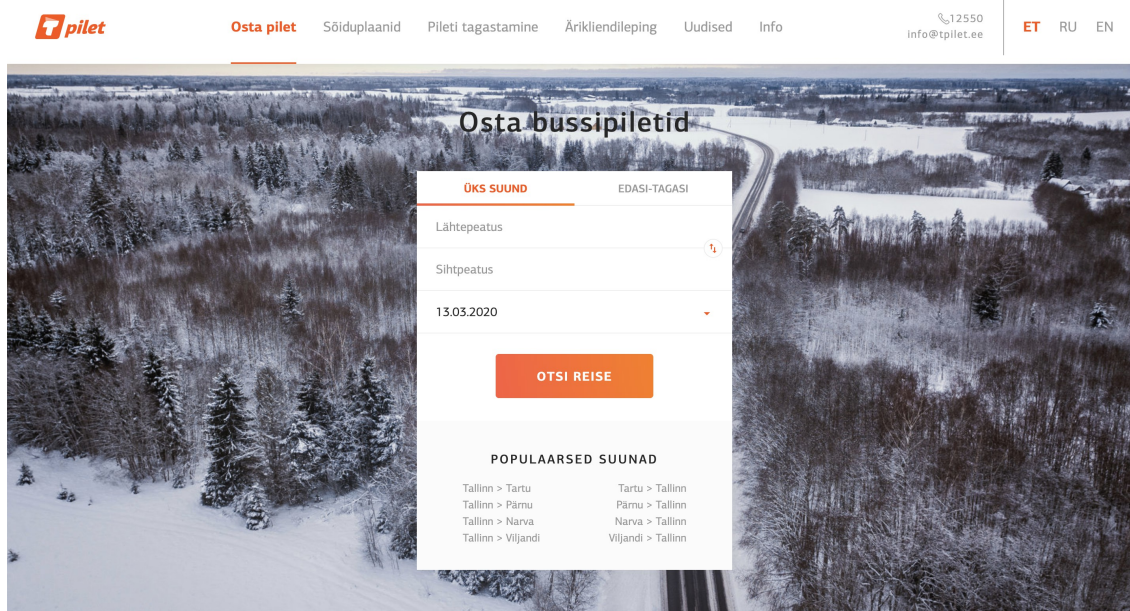 Tpilet
Osta pilet Sõiduplaanid Pileti tagastamine Ärikliendileping Uudised Info
12550
info@tpilet.ee
ET RU EN
Osta bussipiletid
ÜKS SUUND EDASI-TAGASI
Lähtepeatus
Sihtpeatus
13.03.2020
OTSI REISE
POPULAARSED SUUNAD
Tallinn > Tartu Tartu > Tallinn
Tallinn > Pärnu Pärnu > Tallinn
Tallinn > Narva Narva > Tallinn
Tallinn > Viljandi Viljandi > Tallinn